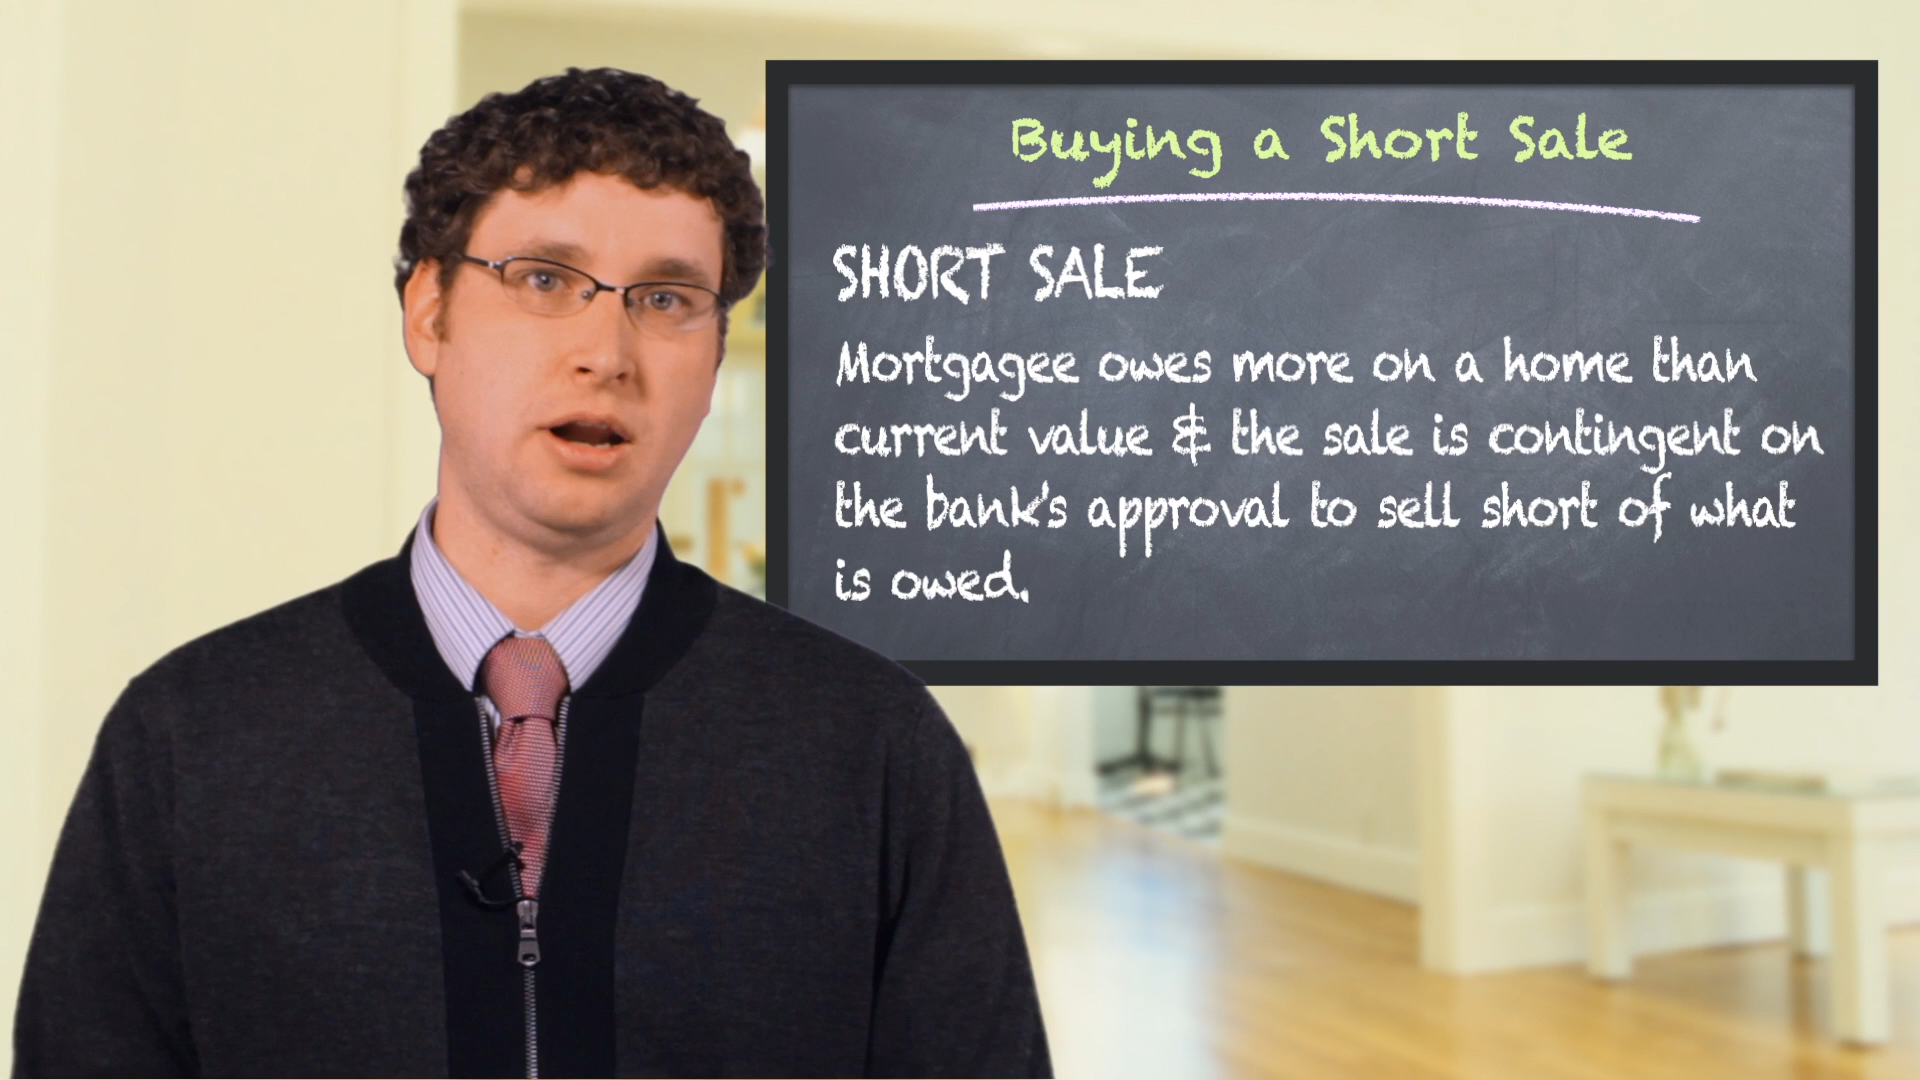 Buying a Short Sale
SHORT SALE
Mortgagee owes more on a home than
current value & the sale is contingent on
the bank's approval to sell short of what
is owed.